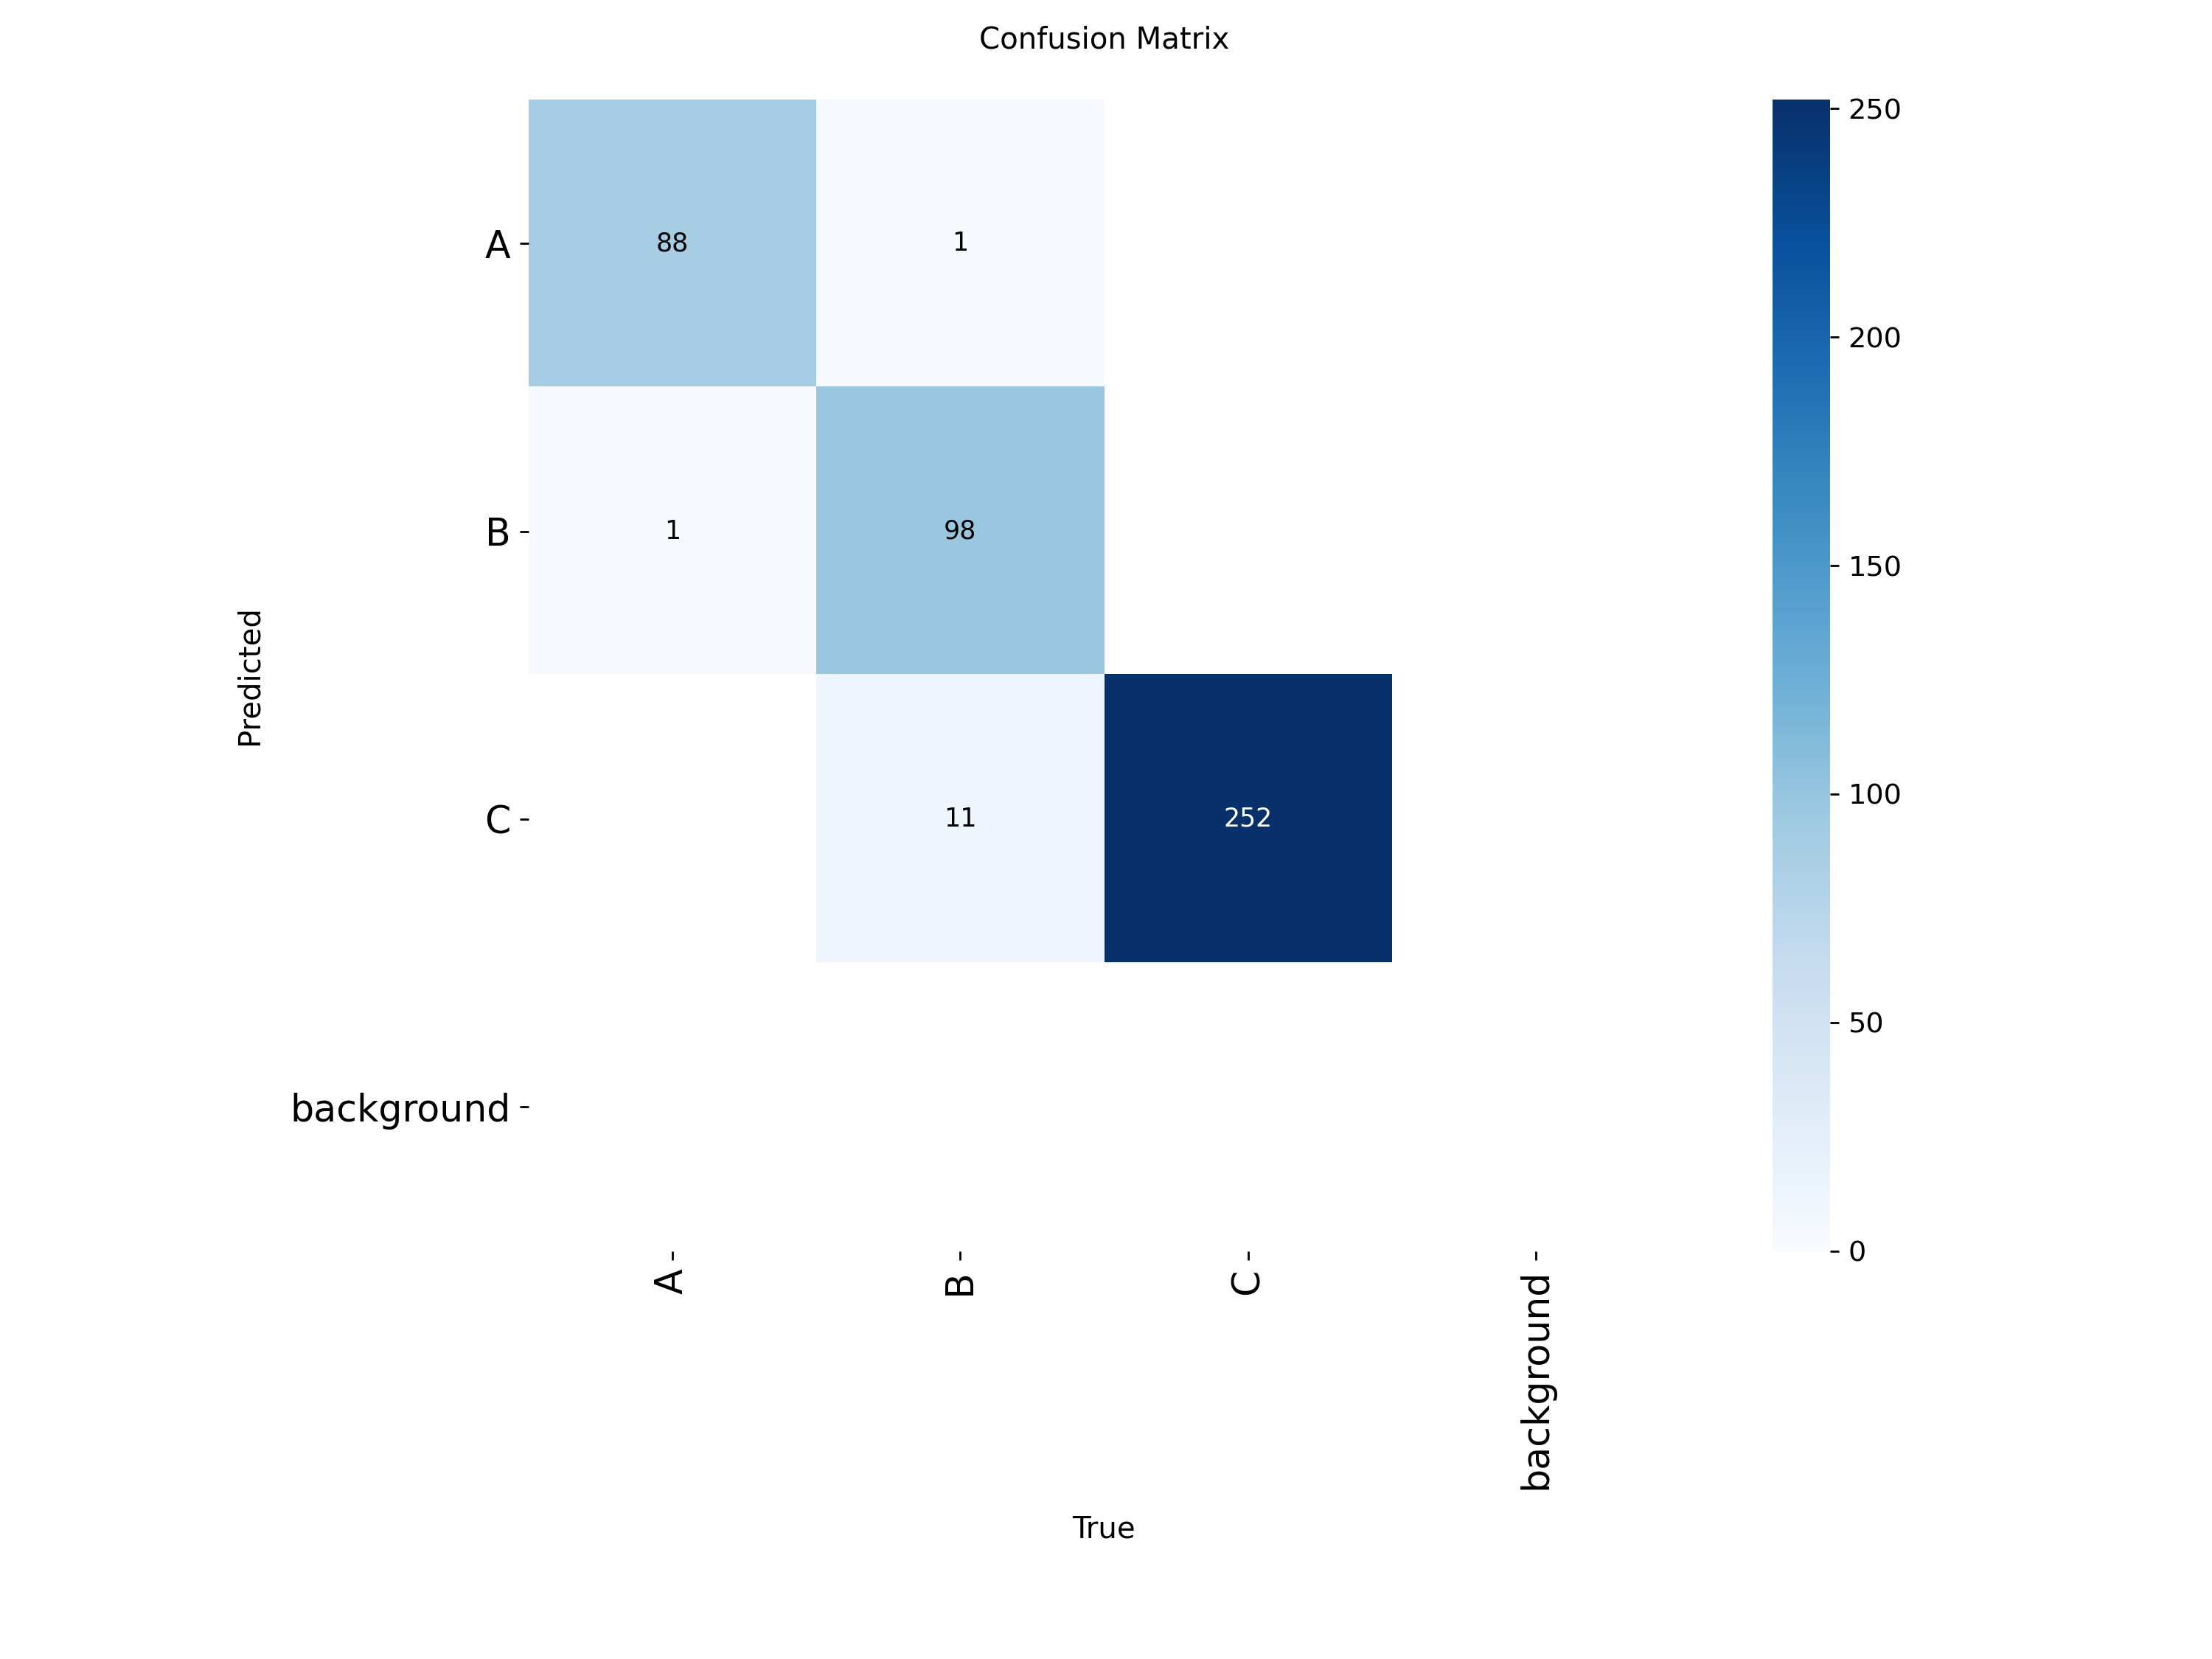 Confusion Matrix
A
88
1
B
1
98
C
11
252
background
Predicted
A
B
C
background
True
250
200
150
100
50
0